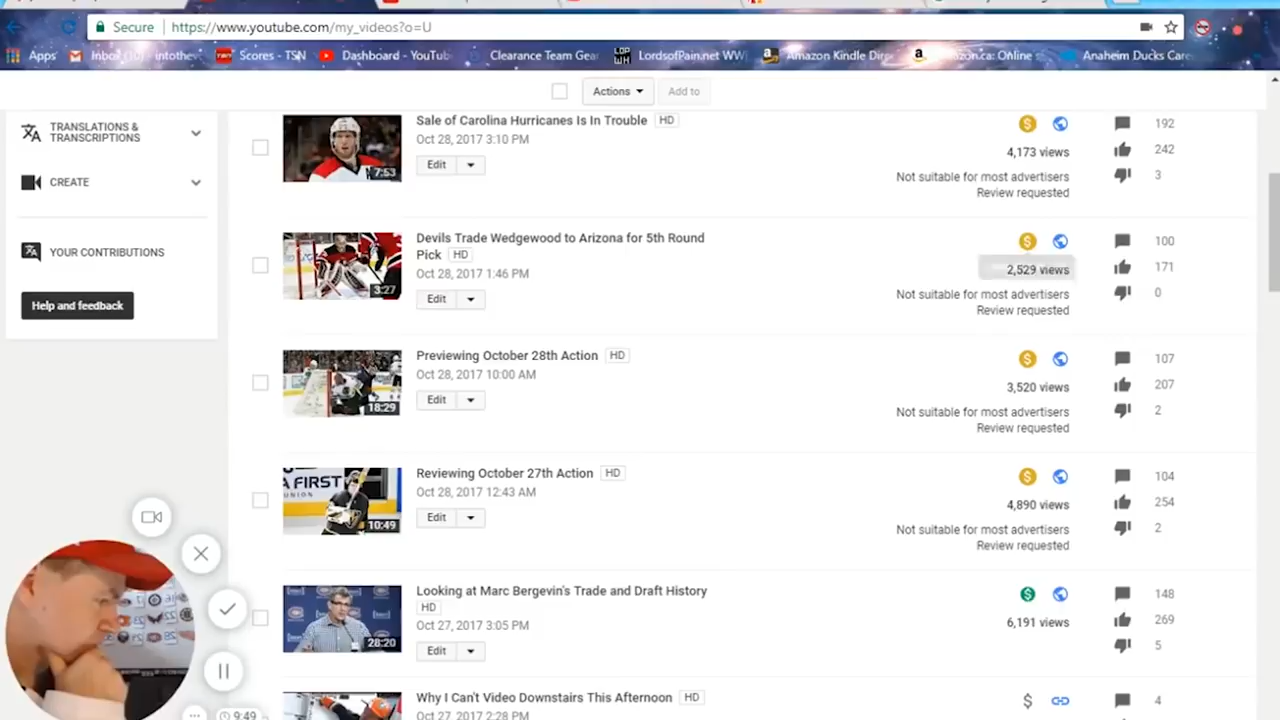 Secure
https://www.youtube.com/my_videos?o=U
Apps
Scores - TSN
Dashboard - YouTub
Clearance Team Gea
LordsofPain.net WW
Amazon Kindle Dire
Anaheim Ducks Care
Actions
Add to
TRANSLATIONS &
TRANSCRIPTIONS
CREATE
YOUR CONTRIBUTIONS
Help and feedback
Sale of Carolina Hurricanes Is In Trouble HD
Oct 28, 2017 3:10 PM
Edit
7:53
4,173 views
Not suitable for most advertisers
Review requested
192
242
3
Devils Trade Wedgewood to Arizona for 5th Round
Pick HD
Oct 28, 2017 1:46 PM
Edit
3:27
2,529 views
Not suitable for most advertisers
Review requested
100
171
0
Previewing October 28th Action HD
Oct 28, 2017 10:00 AM
Edit
18:29
3,520 views
Not suitable for most advertisers
Review requested
107
207
2
Reviewing October 27th Action HD
Oct 28, 2017 12:43 AM
Edit
A FIRST
10:49
4,890 views
Not suitable for most advertisers
Review requested
104
254
2
Looking at Marc Bergevin's Trade and Draft History
HD
Oct 27, 2017 3:05 PM
Edit
28:20
6,191 views
148
269
5
Why I Can't Video Downstairs This Afternoon HD
Oct 27, 2017 2:28 PM
4
9:49